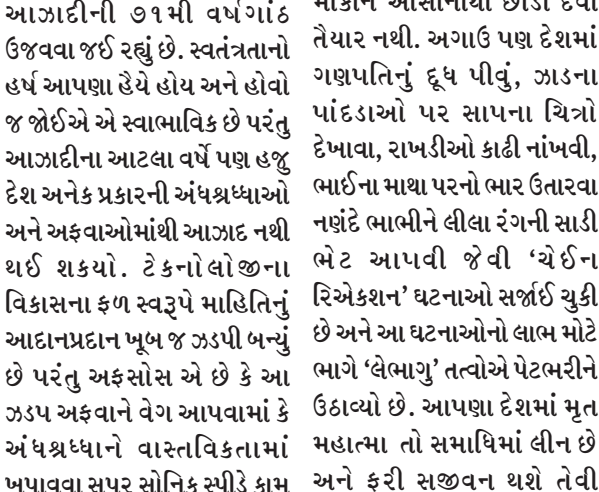 આઝાદીની ૭૧મી વર્ષગાંઠ
ઉજવવા જઈ રહ્યું છે. સ્વતંત્રતાનો
હર્ષ આપણા હૈયે હોય અને હોવો
જ જોઈએ એ સ્વાભાવિક છે પરંતુ
આઝાદીના આટલા વર્ષે પણ હજુ
દેશ અનેક પ્રકારની અંધશ્રધ્ધાઓ
અને અફવાઓમાંથી આઝાદ નથી
થઈ શકયો. ટેકનોલોજીના
વિકાસના ફળ સ્વરૂપે માહિતિનું
આદાનપ્રદાન ખૂબ જ ઝડપી બન્યું
છે પરંતુ અફસોસ એ છે કે આ
ઝડપ અફવાને વેગ આપવામાં કે
અંધશ્રધ્ધાને વાસ્તવિકતામાં
ખપાવવા સુપર સોનિક સ્પીડે કામ
મોકાને આસાનીથી છોડી દેવા
તૈયાર નથી. અગાઉ પણ દેશમાં
ગણપતિનું દૂધ પીવું, ઝાડના
પાંદડાઓ પર સાપના ચિત્રો
દેખાવા, રાખડીઓ કાઢી નાંખવી,
ભાઈના માથા પરનો ભાર ઉતારવા
નણંદે ભાભીને લીલા રંગની સાડી
ભેટ આપવી જેવી ‘ચેઈન
રિએકશન’ ઘટનાઓ સર્જાઈ ચુકી
છે અને આ ઘટનાઓનો લાભ મોટે
ભાગે ‘લેભાગુ’ તત્વોએ પેટભરીને
ઉઠાવ્યો છે. આપણા દેશમાં મૃત
મહાત્મા તો સમાધિમાં લીન છે
અને ફરી સજીવન થશે તેવી